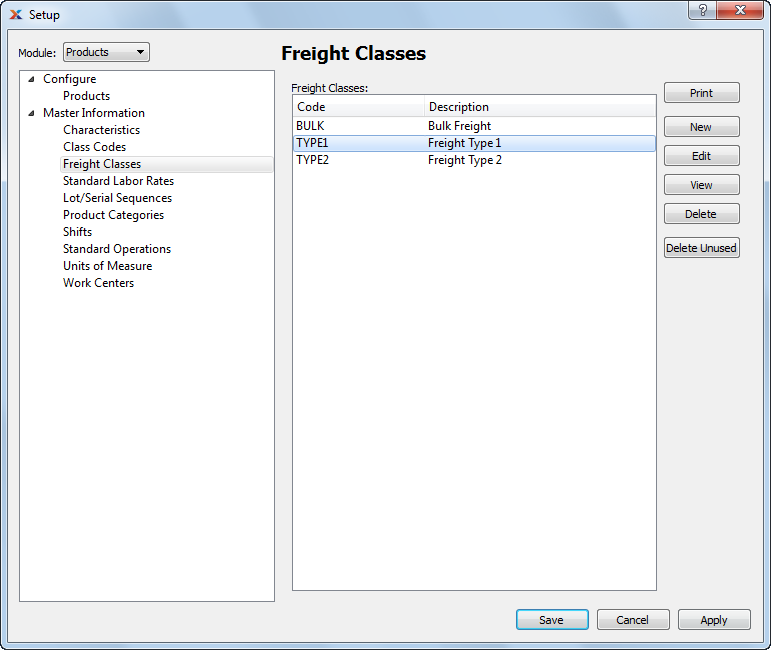 Setup
?
Module: Products
Configure
Products
Master Information
Characteristics
Class Codes
Freight Classes
Standard Labor Rates
Lot/Serial Sequences
Product Categories
Shifts
Standard Operations
Units of Measure
Work Centers
Freight Classes
Freight Classes:
Code Description
BULK Bulk Freight
TYPE1 Freight Type 1
TYPE2 Freight Type 2
Print
New
Edit
View
Delete
Delete Unused
Save Cancel Apply